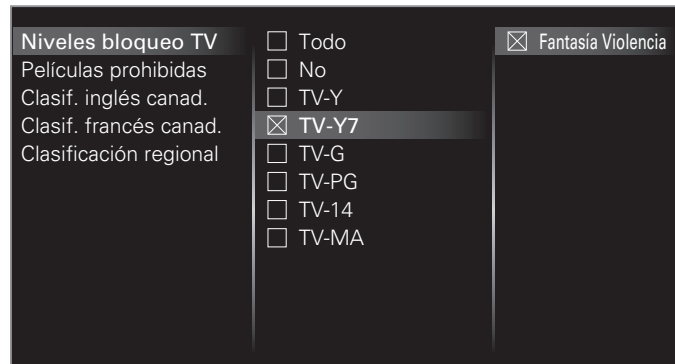 Niveles bloqueo TV
Películas prohibidas
Clasif. inglés canad.
Clasif. francés canad.
Clasificación regional
Todo
No
TV-Y
TV-Y7
TV-G
TV-PG
TV-14
TV-MA
Fantasía Violencia